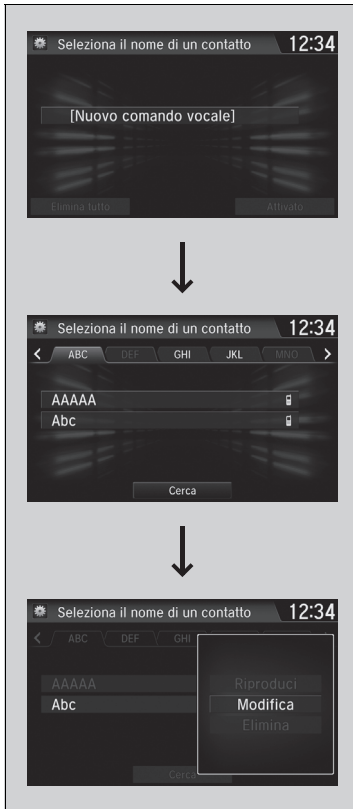 Seleziona il nome di un contatto 12:34
[Nuovo comando vocale]
Elimina tutto Attivato
Seleziona il nome di un contatto 12:34
ABC DEF GHI JKL MNO
AAAAA
Abc
Cerca
Seleziona il nome di un contatto 12:34
ABC DEF GHI
AAAAA Riproduci
Abc Modifica
Elimina
Cerca